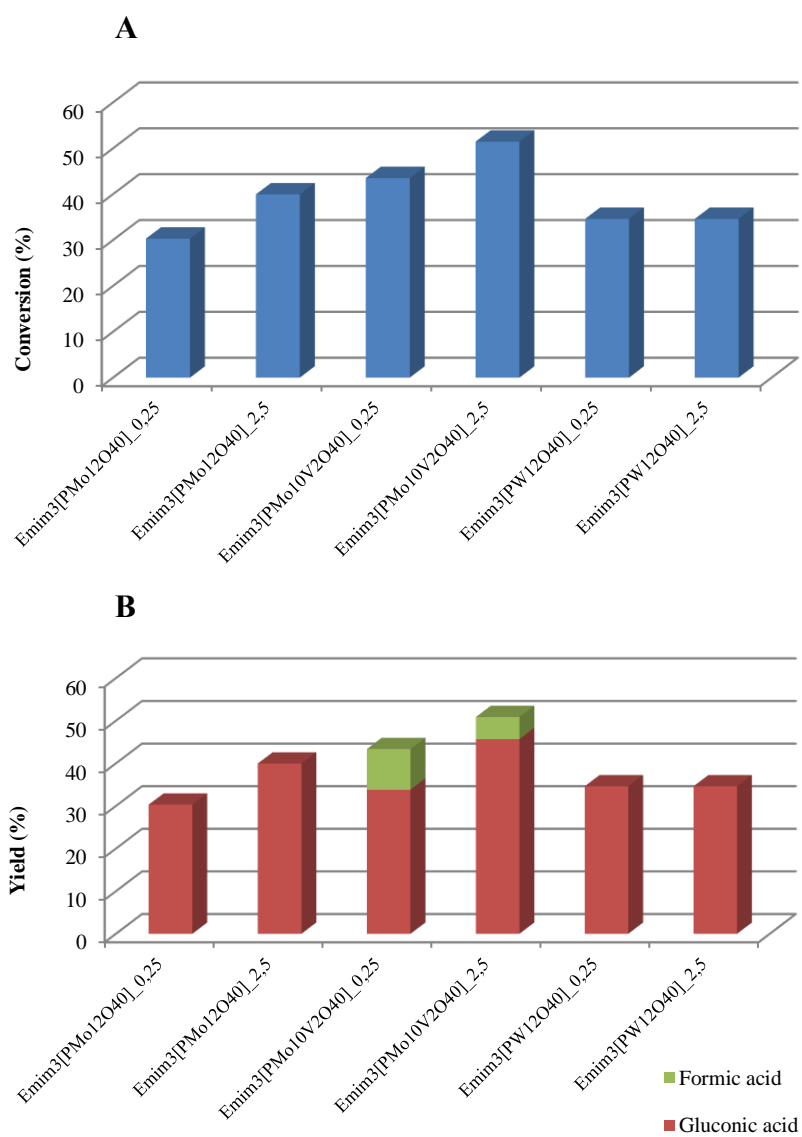 A
60
50
40
30
20
10
0
Conversion (%)
Emim3[PMo12O40]_0,25
Emim3[PMo12O40]_2,5
Emim3[PMo10V2O40]_0,25
Emim3[PMo10V2O40]_2,5
Emim3[PW12O40]_0,25
Emim3[PW12O40]_2,5
B
60
50
40
30
20
10
0
Yield (%)
Emim3[PMo12O40]_0,25
Emim3[PMo12O40]_2,5
Emim3[PMo10V2O40]_0,25
Emim3[PMo10V2O40]_2,5
Emim3[PW12O40]_0,25
Emim3[PW12O40]_2,5
Formic acid
Gluconic acid